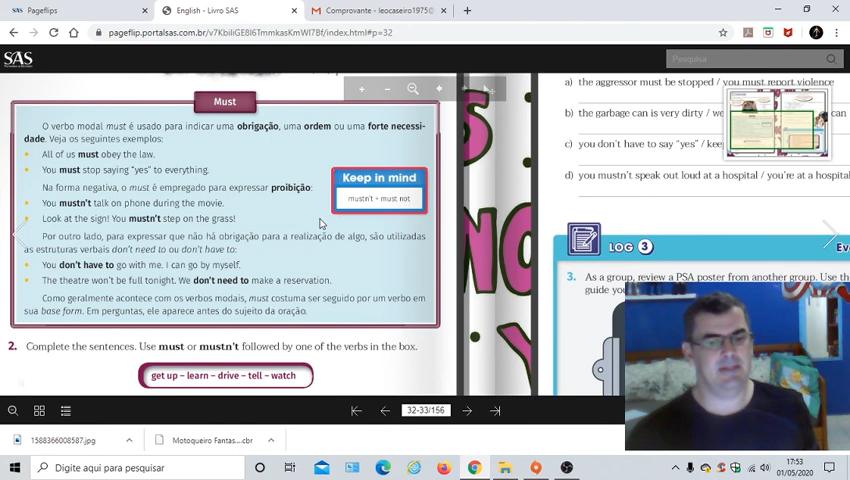 Pageflips
English - Livro SAS
Comprovante - leocaseiro1975@
pageflip.portalsas.com.br/v7KbiliGE8l6TmmkasKmWl7Bf/index.html#p=32
SAS
Pesquisa
Must
O verbo modal must é usado para indicar uma obrigação, uma ordem ou uma forte necessi-
dade. Veja os seguintes exemplos:
All of us must obey the law.
You must stop saying "yes" to everything.
Na forma negativa, o must é empregado para expressar proibição:
You mustn't talk on phone during the movie.
Look at the sign! You mustn't step on the grass!
Keep in mind
mustn't = must not
Por outro lado, para expressar que não há obrigação para a realização de algo, são utilizadas
as estruturas verbais don't need to ou don't have to:
You don't have to go with me. I can go by myself.
The theatre won't be full tonight. We don't need to make a reservation.
Como geralmente acontece com os verbos modais, must costuma ser seguido por um verbo em
sua base form. Em perguntas, ele aparece antes do sujeito da oração.
2. Complete the sentences. Use must or mustn't followed by one of the verbs in the box.
get up – learn – drive – tell – watch
a) the aggressor must be stopped / you must report violence
b) the garbage can is very dirty / we can
c) you don't have to say "yes" / kee
d) you mustn't speak out loud at a hospital / you're at a hospital
LOG 3
Ev
3. As a group, review a PSA poster from another group. Use the
guide you
32-33/156
1588366008587.jpg
Motoqueiro Fantas....cbr
Digite aqui para pesquisar
17:53
01/05/2020